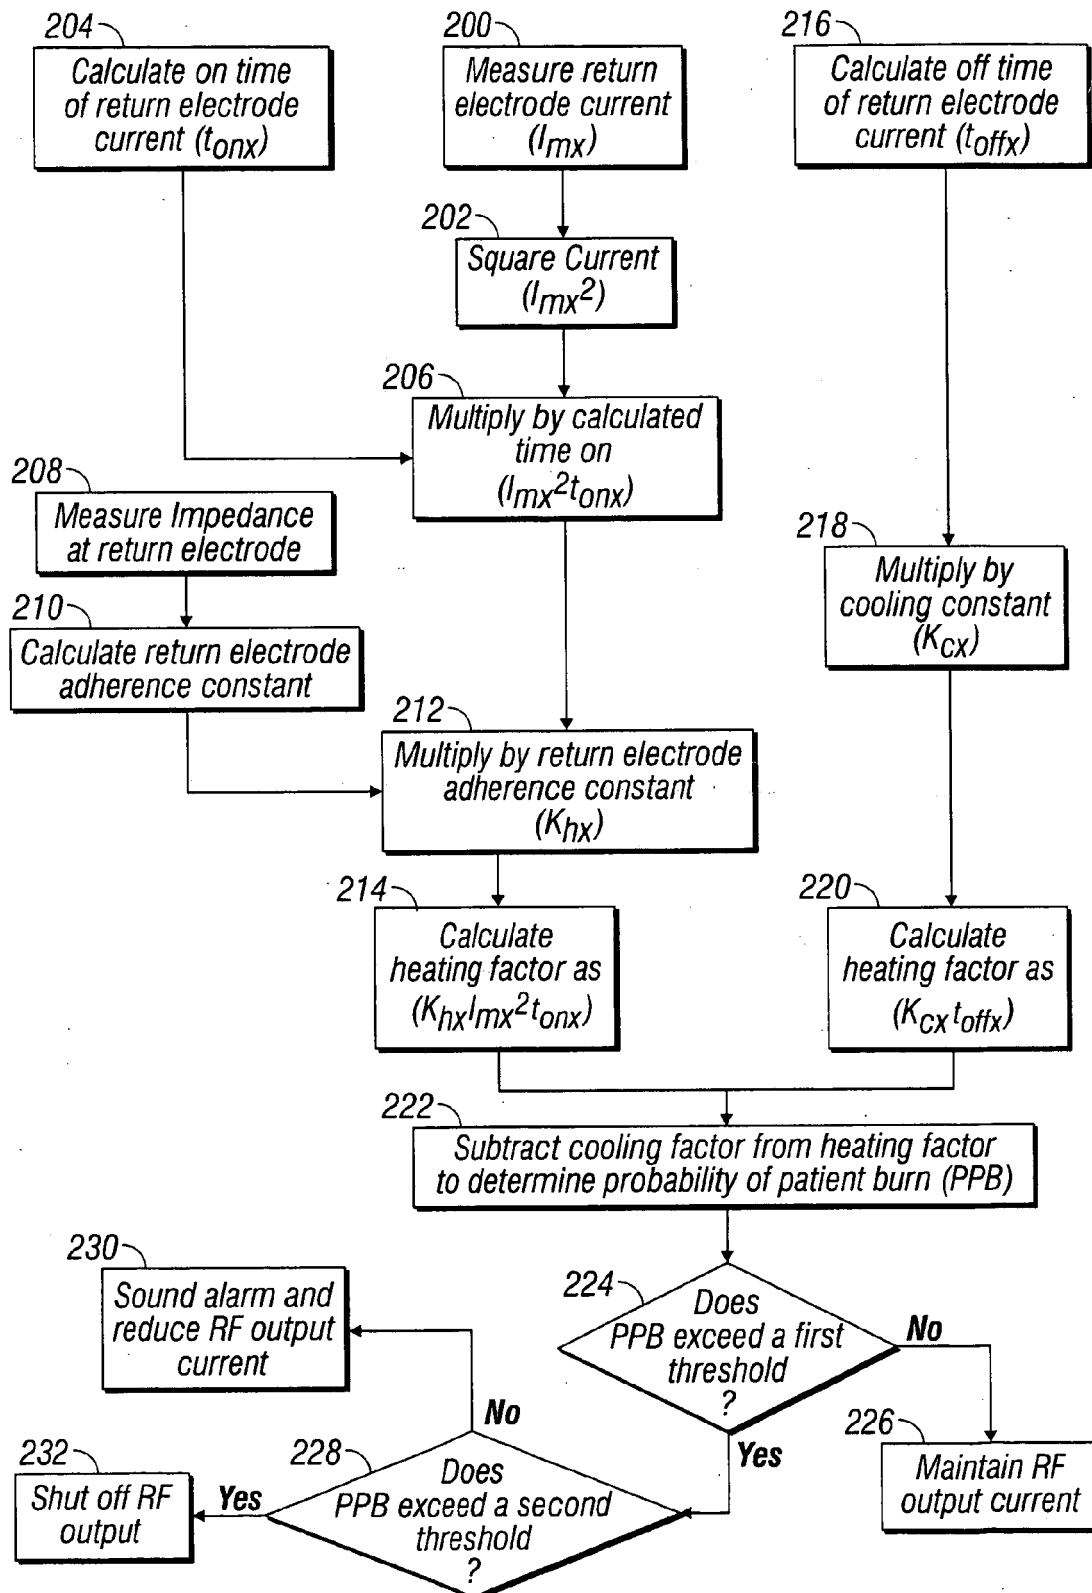 204
Calculate on time
of return electrode
current (tonx)
200
Measure return
electrode current
(Imx)
216
Calculate off time
of return electrode
current (toffx)
202
Square Current
(Imx²)
206
Multiply by calculated
time on
(Imx²tonx)
208
Measure Impedance
at return electrode
210
Calculate return electrode
adherence constant
218
Multiply by
cooling constant
(Kcx)
212
Multiply by return electrode
adherence constant
(Khx)
214
Calculate
heating factor as
(KhxImx²tonx)
220
Calculate
heating factor as
(Kcx toffx)
222
Subtract cooling factor from heating factor
to determine probability of patient burn (PPB)
224
Does
PPB exceed a first
threshold
?
No
Yes
226
Maintain RF
output current
228
Does
PPB exceed a second
threshold
?
No
Yes
230
Sound alarm and
reduce RF output
current
232
Shut off RF
output